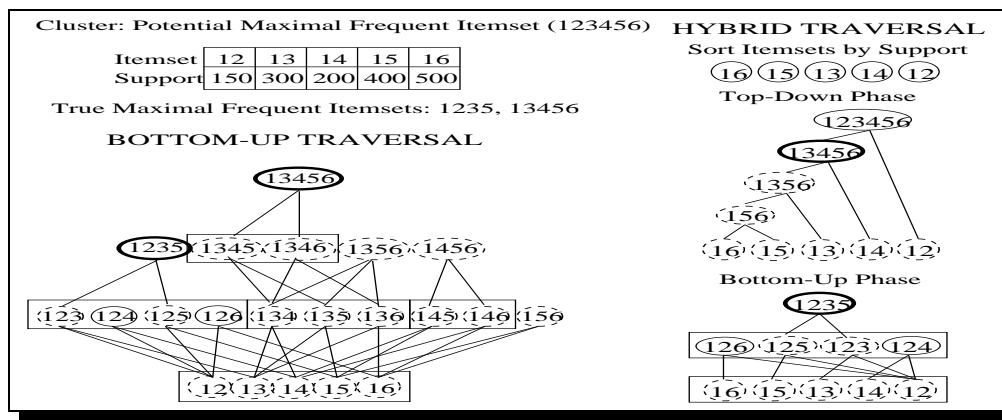 Cluster: Potential Maximal Frequent Itemset (123456)
Itemset 12 13 14 15 16
Support 150 300 200 400 500
True Maximal Frequent Itemsets: 1235, 13456
BOTTOM-UP TRAVERSAL
13456
1235 1345 1346 1356 1456
123 124 125 126 134 135 136 145 146 156
12 13 14 15 16
HYBRID TRAVERSAL
Sort Itemsets by Support
16 15 13 14 12
Top-Down Phase
123456
13456
1356
156
16 15 13 14 12
Bottom-Up Phase
1235
126 125 123 124
16 15 13 14 12